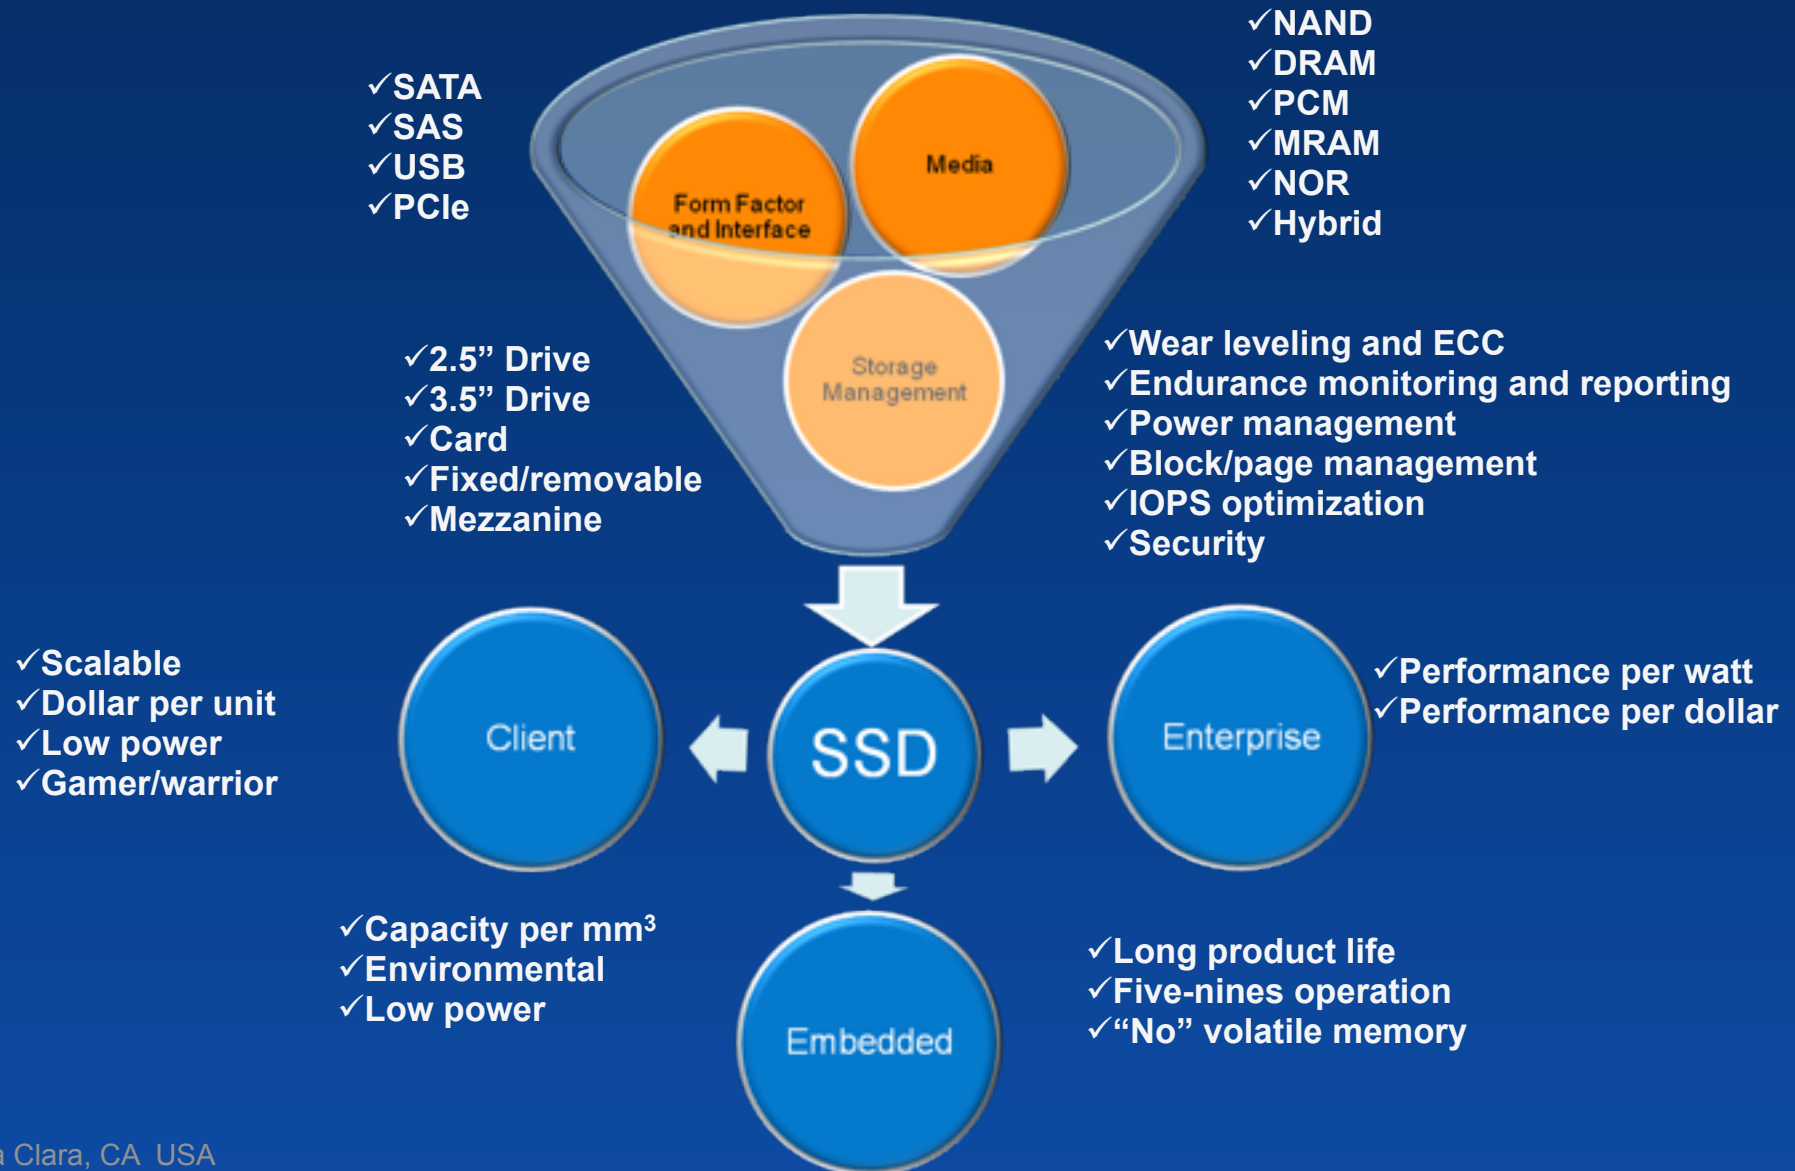 ✓SATA
✓SAS
✓USB
✓PCIe
✓NAND
✓DRAM
✓PCM
✓MRAM
✓NOR
✓Hybrid
Media
Form Factor
and Interface
Storage
Management
✓2.5” Drive
✓3.5” Drive
✓Card
✓Fixed/removable
✓Mezzanine
✓Wear leveling and ECC
✓Endurance monitoring and reporting
✓Power management
✓Block/page management
✓IOPS optimization
✓Security
✓Scalable
✓Dollar per unit
✓Low power
✓Gamer/warrior
Client
SSD
Enterprise
✓Performance per watt
✓Performance per dollar
✓Capacity per mm³
✓Environmental
✓Low power
Embedded
✓Long product life
✓Five-nines operation
✓“No” volatile memory
a Clara, CA USA